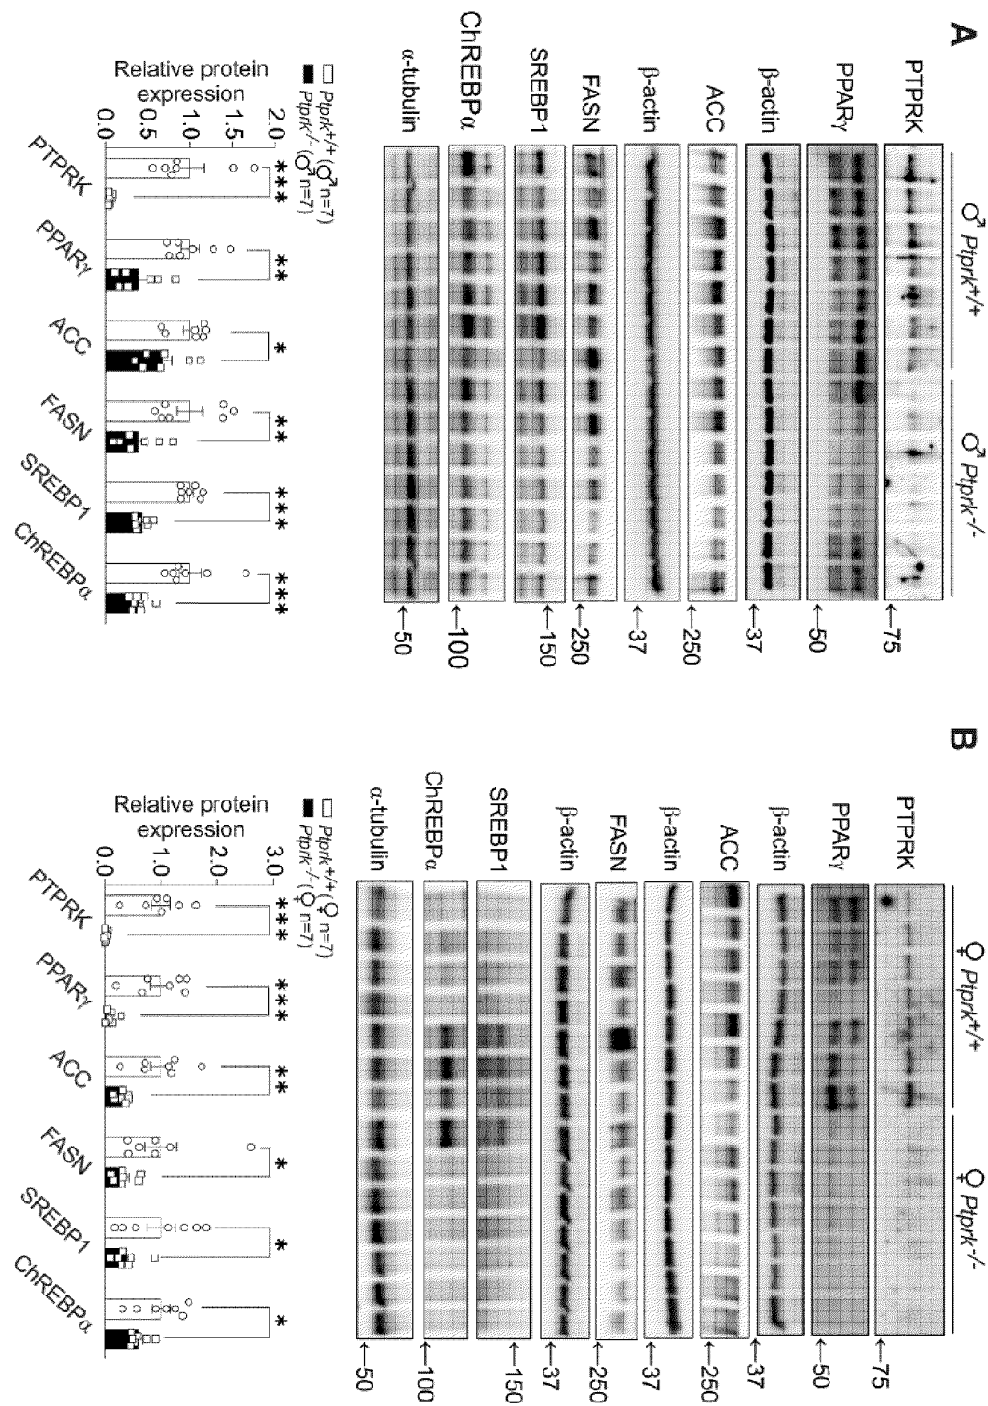 A
♂ Ptprk+/+
♂ Ptprk-/-
PTPRK
←75
PPARγ
←50
β-actin
←37
ACC
←250
β-actin
←37
FASN
←250
SREBP1
←150
ChREBPα
←100
α-tubulin
←50
□ Ptprk+/+ (♂ n=7)
■ Ptprk-/- (♂ n=7)
Relative protein
expression
2.0
1.5
1.0
0.5
0.0
*** ** * ** *** ***
PTPRK PPARγ ACC FASN SREBP1 ChREBPα
B
♀ Ptprk+/+
♀ Ptprk-/-
PTPRK
←75
PPARγ
←50
β-actin
←37
ACC
←250
β-actin
←37
FASN
←250
β-actin
←37
SREBP1
←150
ChREBPα
←100
α-tubulin
←50
□ Ptprk+/+ (♀ n=7)
■ Ptprk-/- (♀ n=7)
Relative protein
expression
3.0
2.0
1.0
0.0
*** *** ** * * *
PTPRK PPARγ ACC FASN SREBP1 ChREBPα